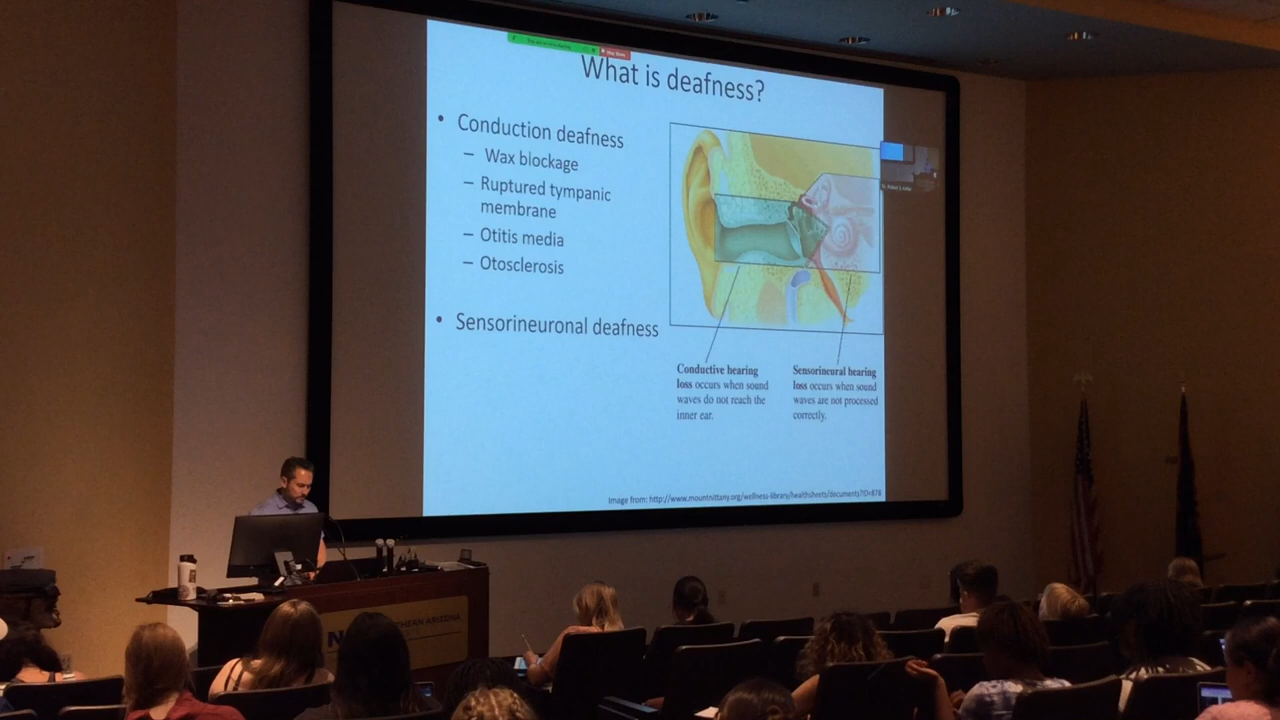 What is deafness?
• Conduction deafness
– Wax blockage
– Ruptured tympanic
membrane
– Otitis media
– Otosclerosis
• Sensorineuronal deafness
Conductive hearing
loss occurs when sound
waves do not reach the
inner ear.
Sensorineural hearing
loss occurs when sound
waves are not processed
correctly.
Image from: http://www.mountnittany.org/wellness-library/healthsheets/documents?ID=878
ARIZONA